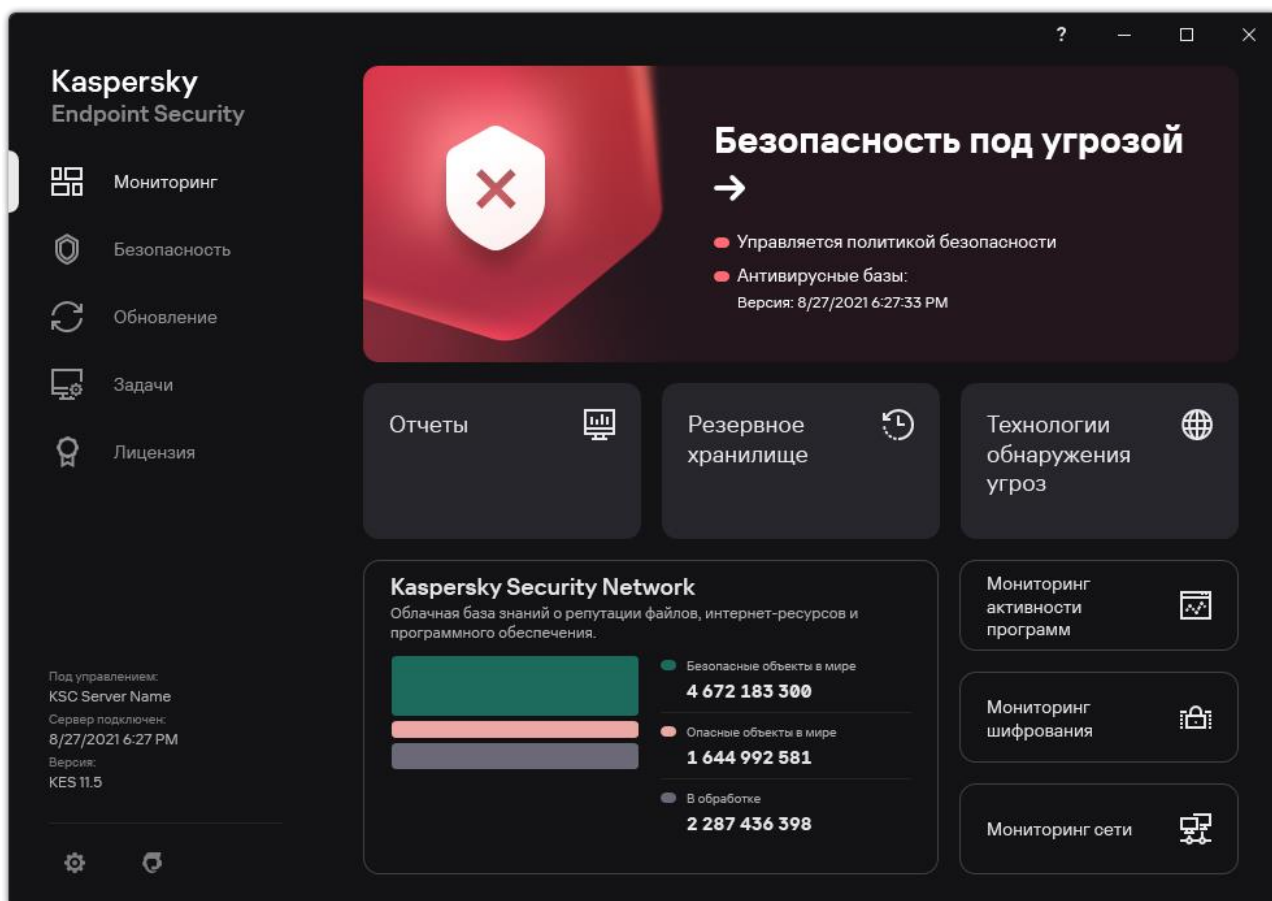 ?
Kaspersky
Endpoint Security
Мониторинг
Безопасность
Обновление
Задачи
Лицензия
Под управлением:
KSC Server Name
Сервер подключен:
8/27/2021 6:27 PM
Версия:
KES 11.5
Безопасность под угрозой
Управляется политикой безопасности
Антивирусные базы:
Версия: 8/27/2021 6:27:33 PM
Отчеты
Резервное
хранилище
Технологии
обнаружения
угроз
Kaspersky Security Network
Облачная база знаний о репутации файлов, интернет-ресурсов и
программного обеспечения.
Безопасные объекты в мире
4 672 183 300
Опасные объекты в мире
1 644 992 581
В обработке
2 287 436 398
Мониторинг
активности
программ
Мониторинг
шифрования
Мониторинг сети